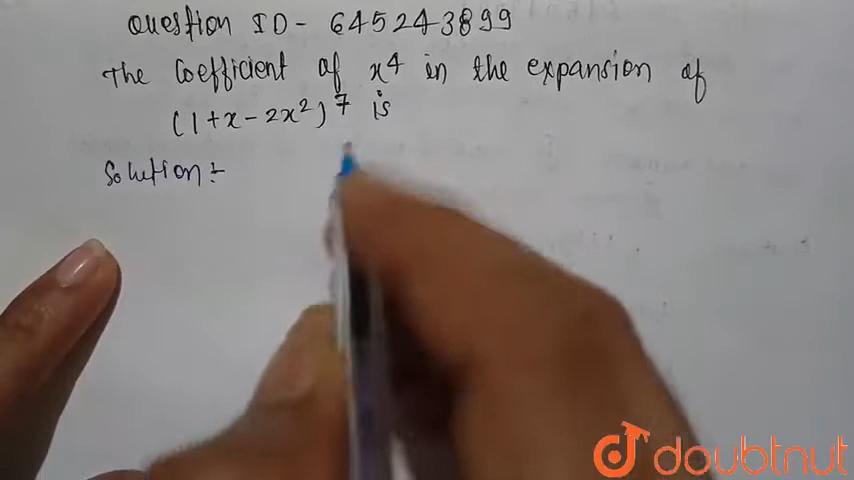 Question ID - 645243899
The Coefficient of x⁴ in the expansion of
(1+x-2x²)⁷ is
Solution:-
doubtnut